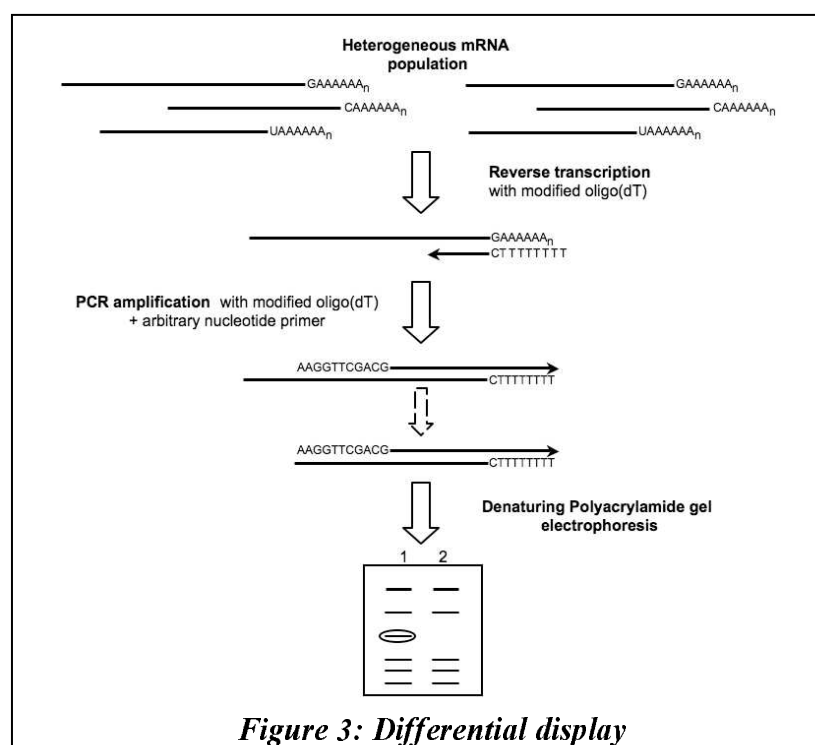 Heterogeneous mRNA
population
GAAAAAAn GAAAAAAn
CAAAAAAn CAAAAAAn
UAAAAAAn UAAAAAAn
Reverse transcription
with modified oligo(dT)
GAAAAAAn
CTTTTTTTT
PCR amplification with modified oligo(dT)
+ arbitrary nucleotide primer
AAGGTTCGACG
CTTTTTTTT
AAGGTTCGACG
CTTTTTTTT
Denaturing Polyacrylamide gel
electrophoresis
1 2
Figure 3: Differential display